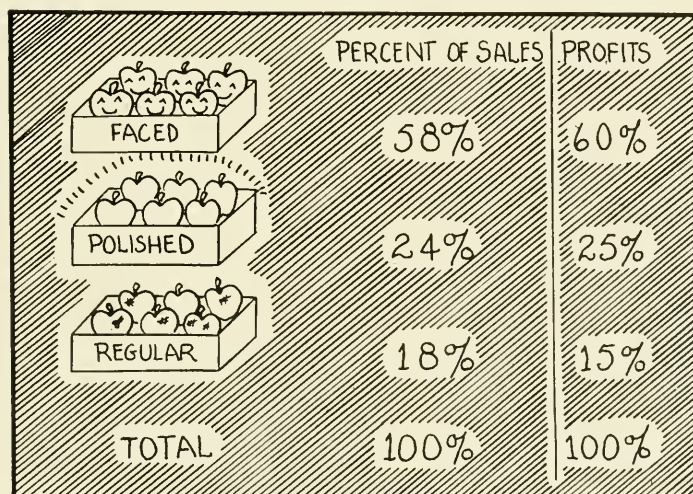 PERCENT OF SALES PROFITS
FACED 58% 60%
POLISHED 24% 25%
REGULAR 18% 15%
TOTAL 100% 100%